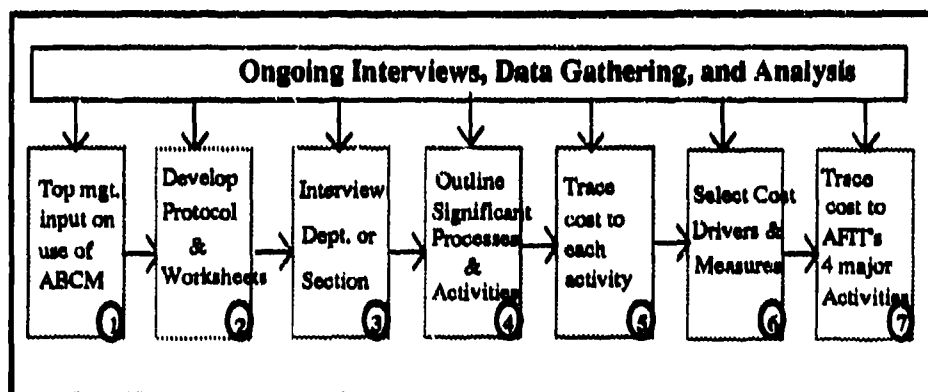 Ongoing Interviews, Data Gathering, and Analysis
Top mgt.
input on
use of
ABCM
1
Develop
Protocol
&
Worksheets
2
Interview
Dept. or
Section
3
Outline
Significant
Processes
&
Activities
4
Trace
cost to
each
activity
5
Select Cost
Drivers &
Measures
6
Trace
cost to
AFIT's
4 major
Activities
7